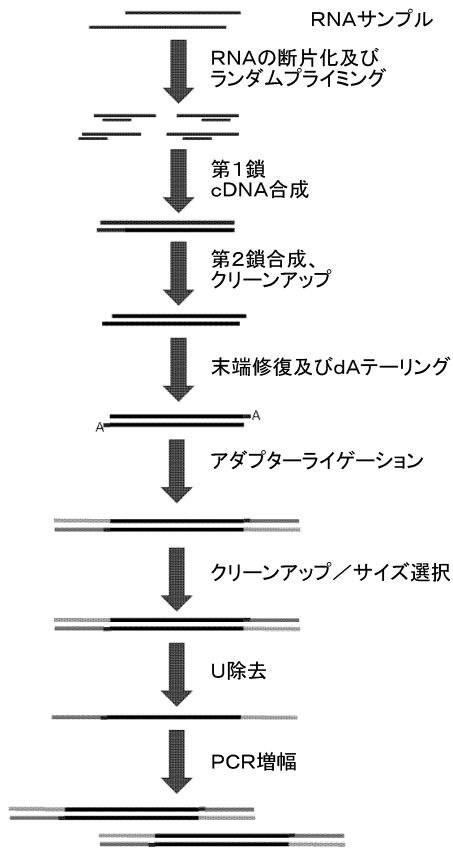 RNAサンプル
RNAの断片化及び
ランダムプライミング
第1鎖
cDNA合成
第2鎖合成、
クリーンアップ
末端修復及びdAテーリング
A
A
アダプターライゲーション
クリーンアップ／サイズ選択
U除去
PCR増幅